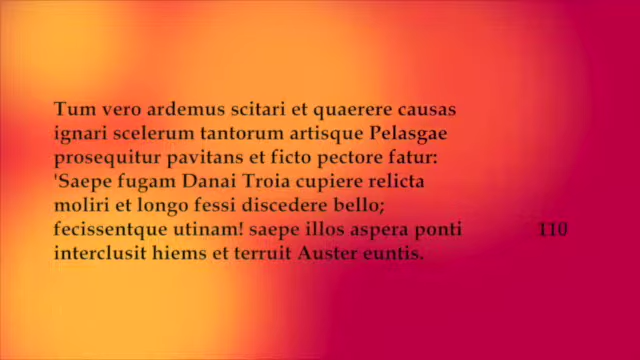 Tum vero ardemus scitari et quaerere causas
ignari scelerum tantorum artisque Pelasgae
prosequitur pavitans et ficto pectore fatur:
'Saepe fugam Danai Troia cupiere relicta
moliri et longo fessi discedere bello;
fecissentque utinam! saepe illos aspera ponti 110
interclusit hiems et terruit Auster euntis.